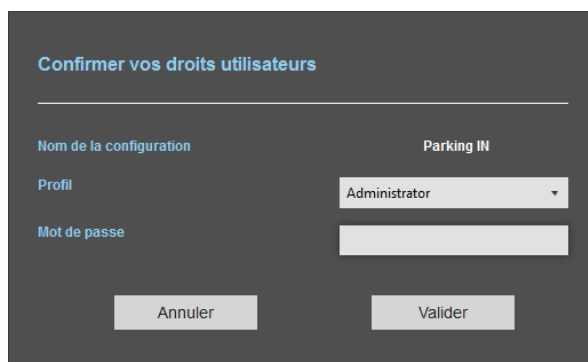 Confirmer vos droits utilisateurs
Nom de la configuration Parking IN
Profil Administrator
Mot de passe
Annuler Valider